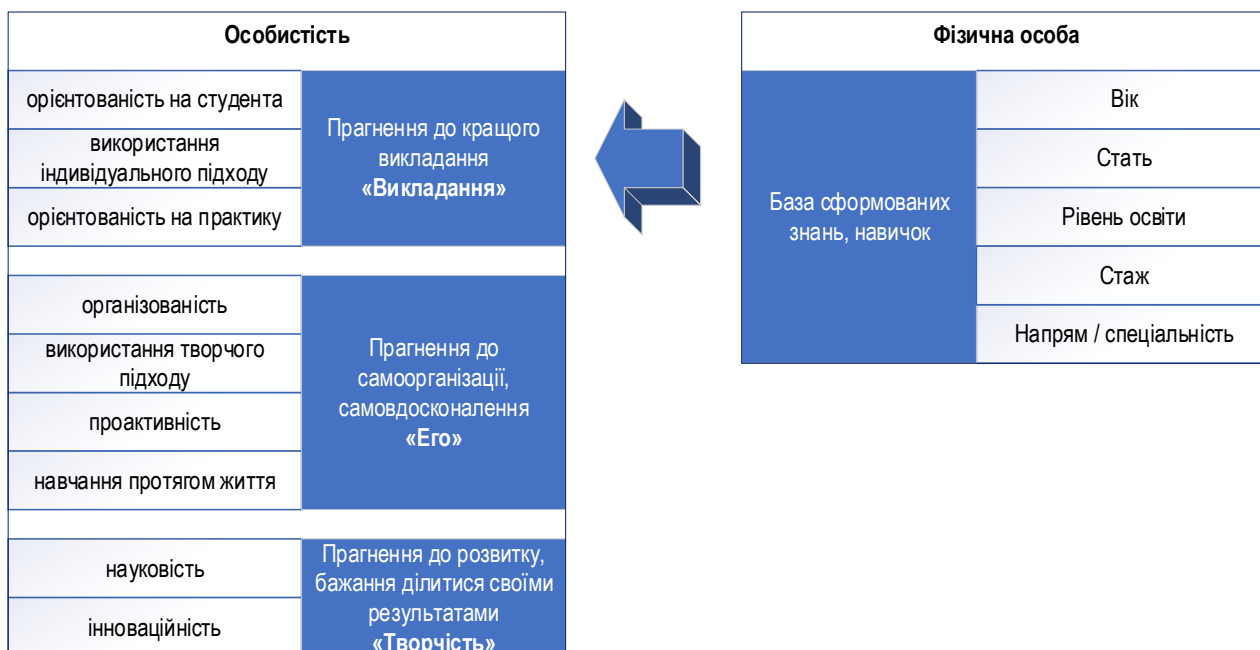 Особистість
орієнтованість на студента
використання
індивідуального підходу
орієнтованість на практику
Прагнення до кращого
викладання
«Викладання»
організованість
використання творчого
підходу
проактивність
навчання протягом життя
Прагнення до
самоорганізації,
самовдосконалення
«Его»
науковість
інноваційність
Прагнення до розвитку,
бажання ділитися своїми
результатами
«Творчість»
Фізична особа
База сформованих
знань, навичок
Вік
Стать
Рівень освіти
Стаж
Напрям / спеціальність